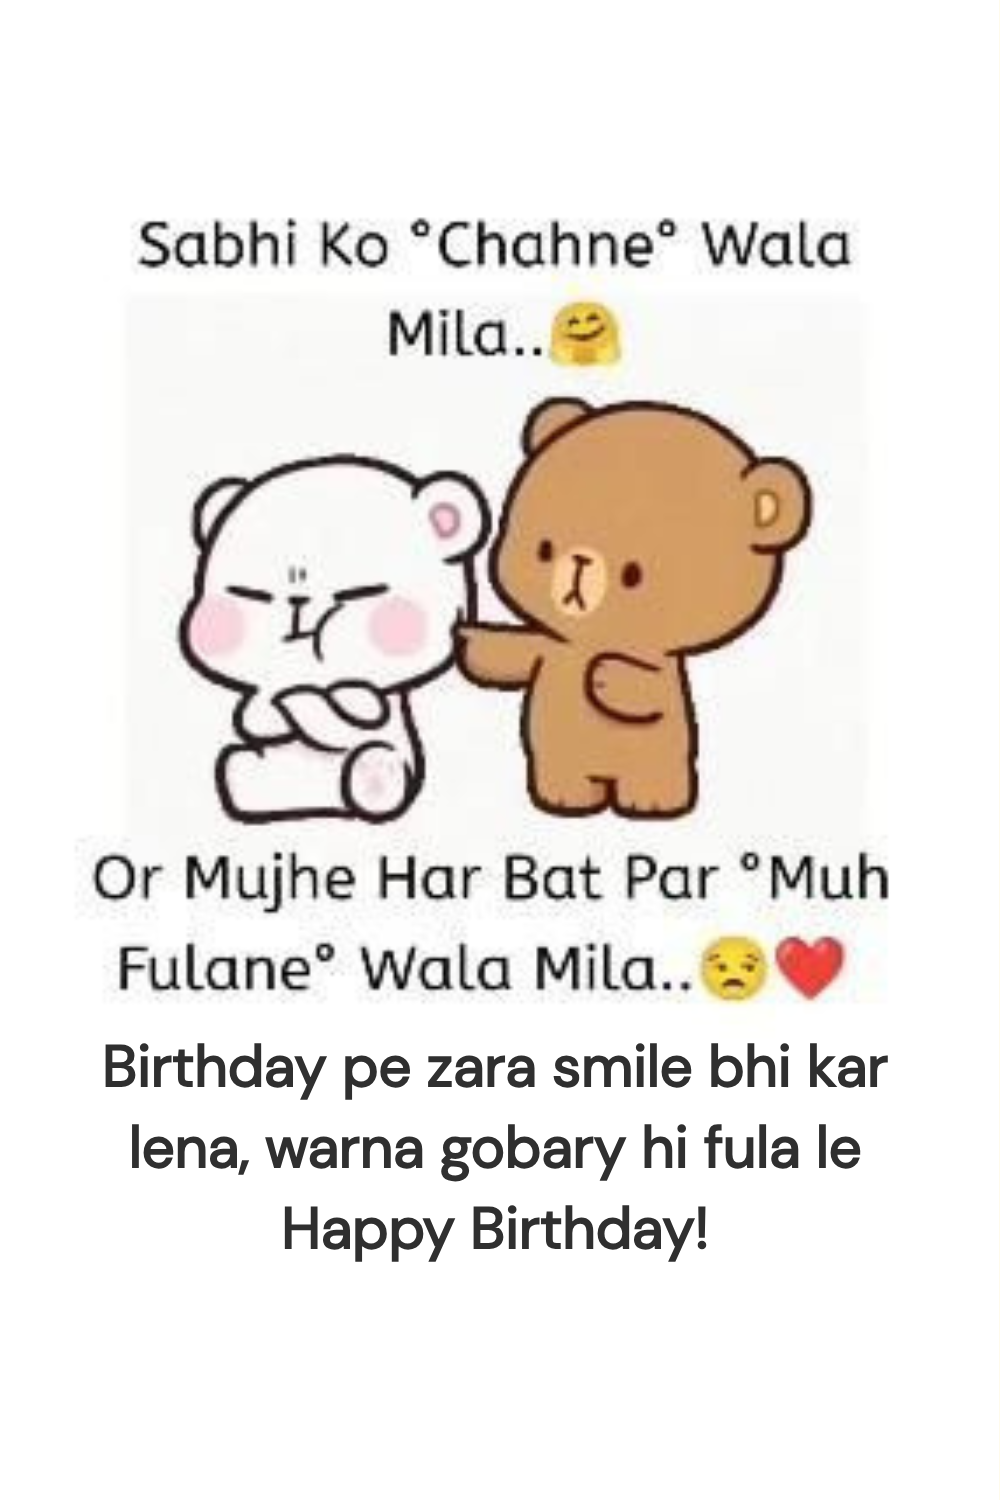 Sabhi Ko °Chahne° Wala
Mila..🤗
Or Mujhe Har Bat Par °Muh
Fulane° Wala Mila..😒❤️
Birthday pe zara smile bhi kar
lena, warna gobary hi fula le
Happy Birthday!